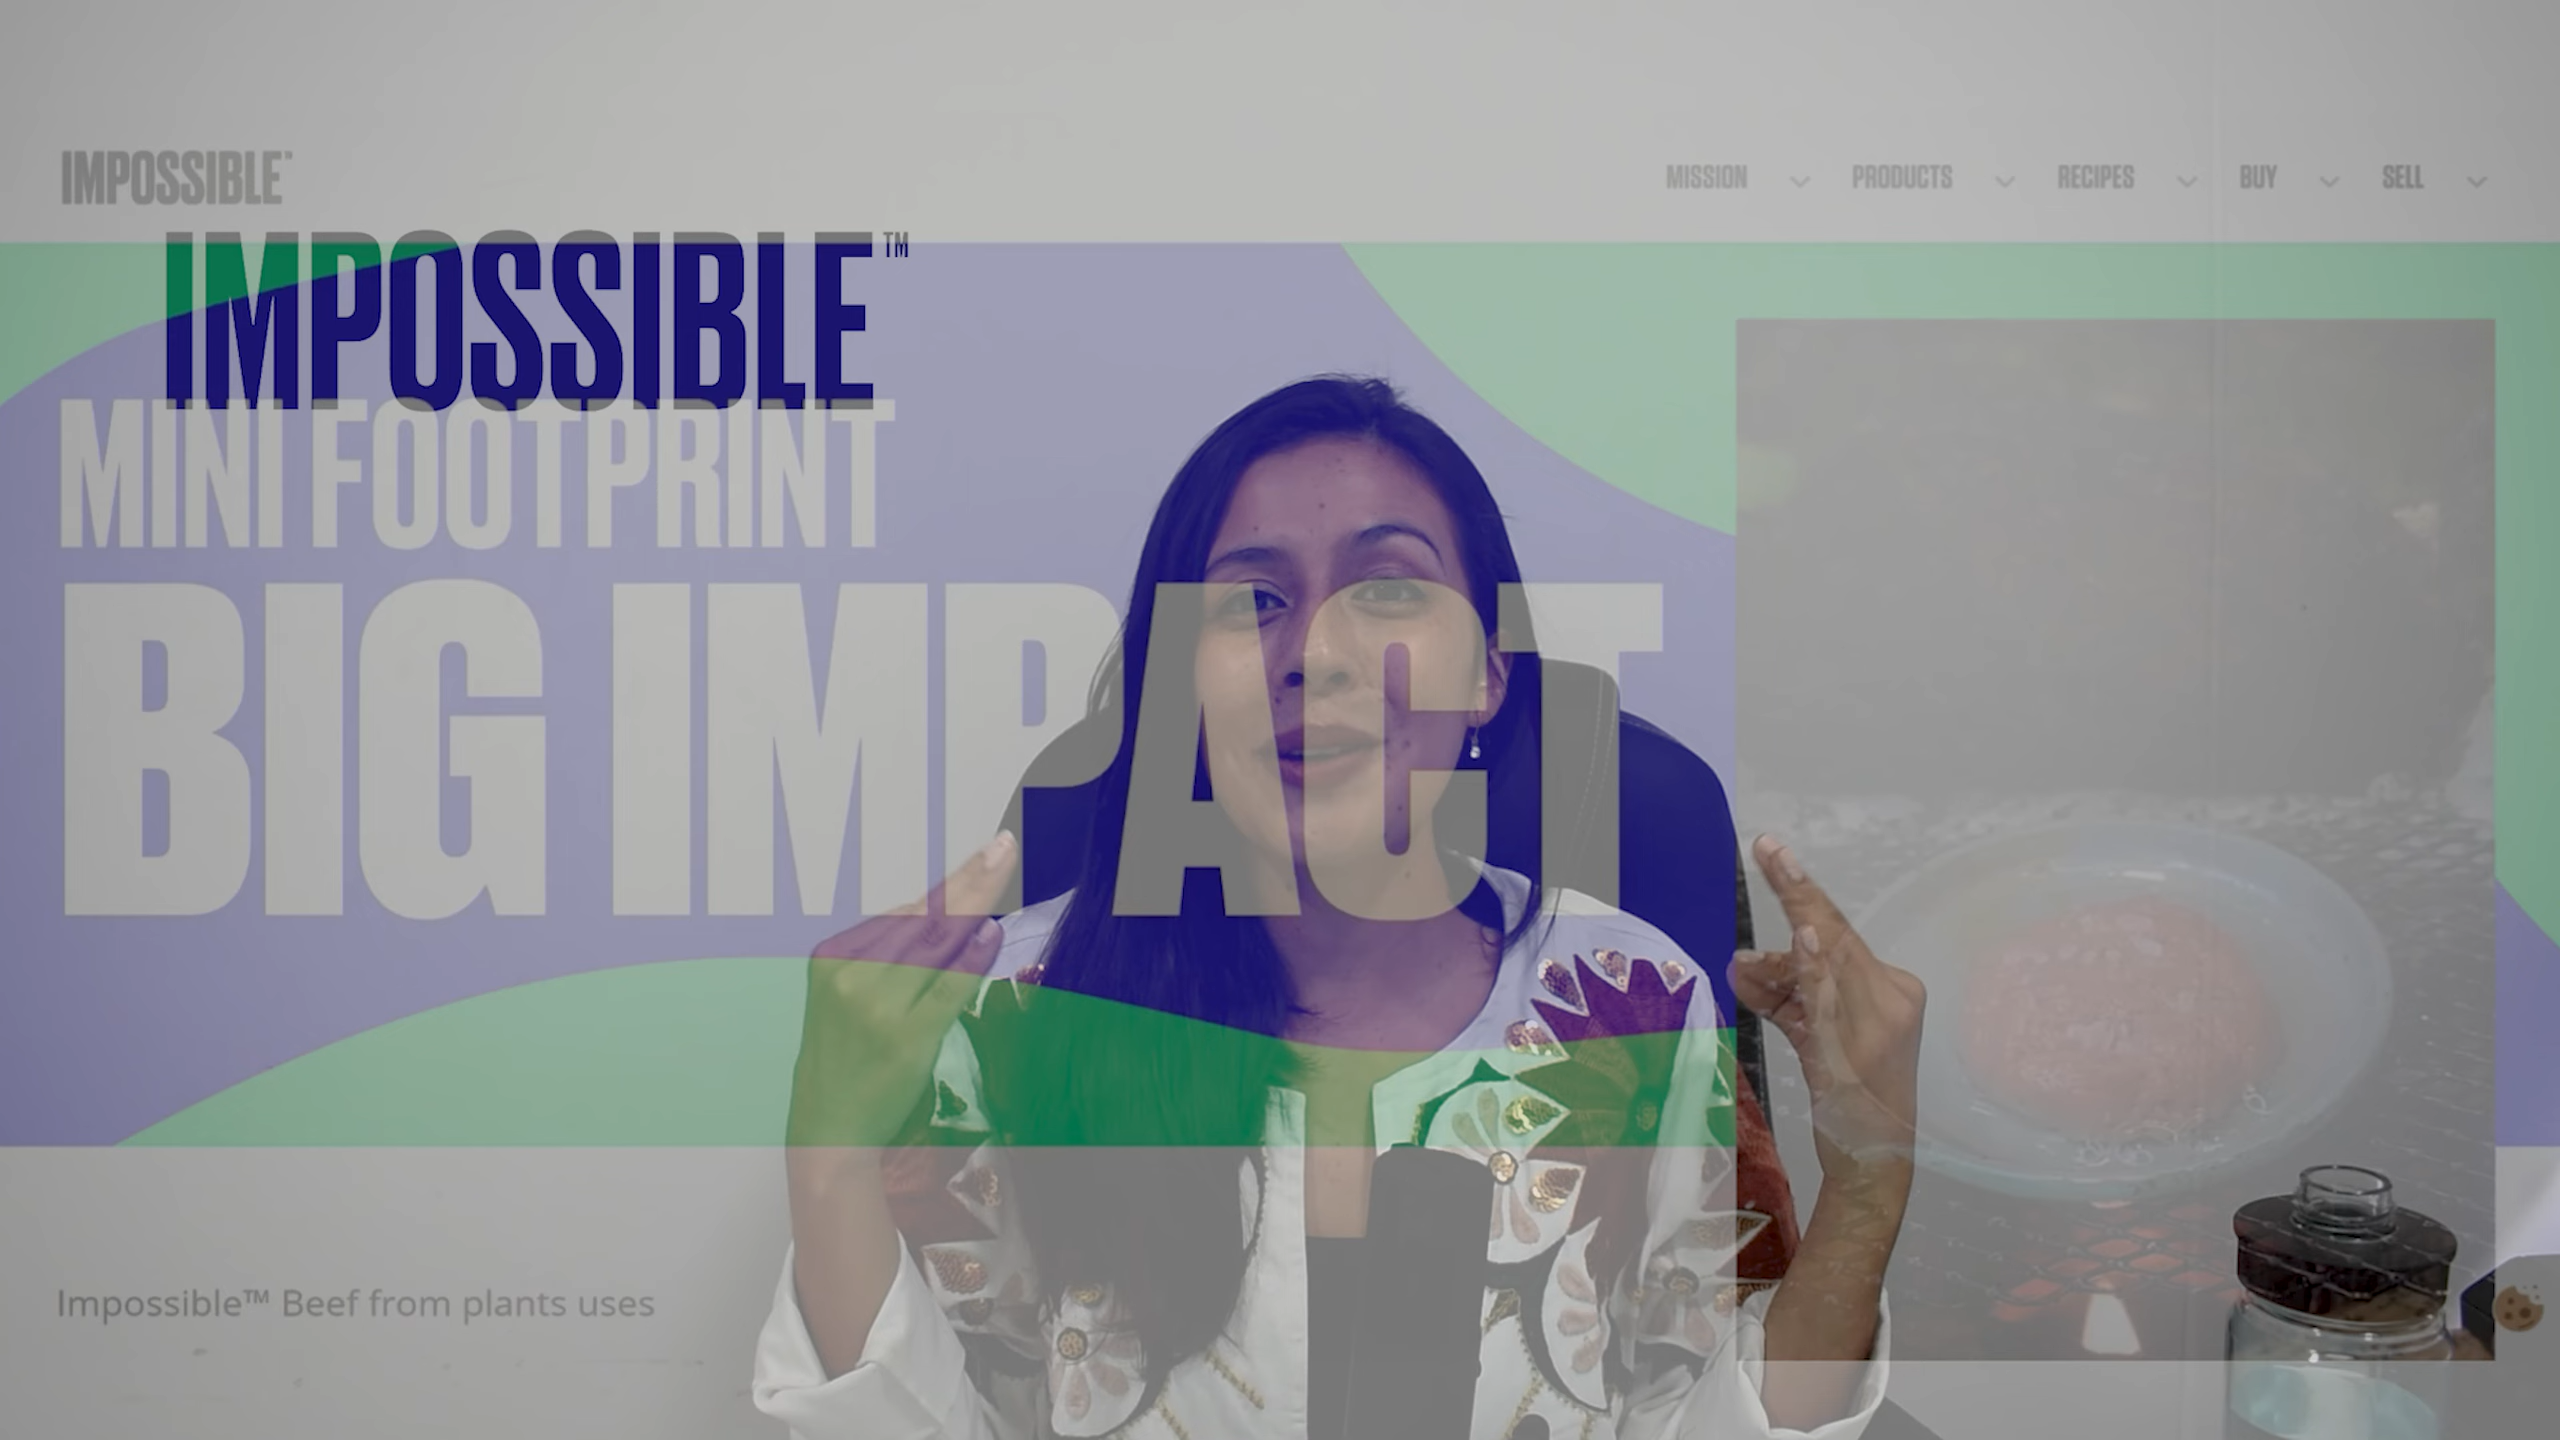 IMPOSSIBLE™
MISSION PRODUCTS RECIPES BUY SELL
IMPOSSIBLE™
MINI FOOTPRINT
BIG IMPACT
Impossible™ Beef from plants uses